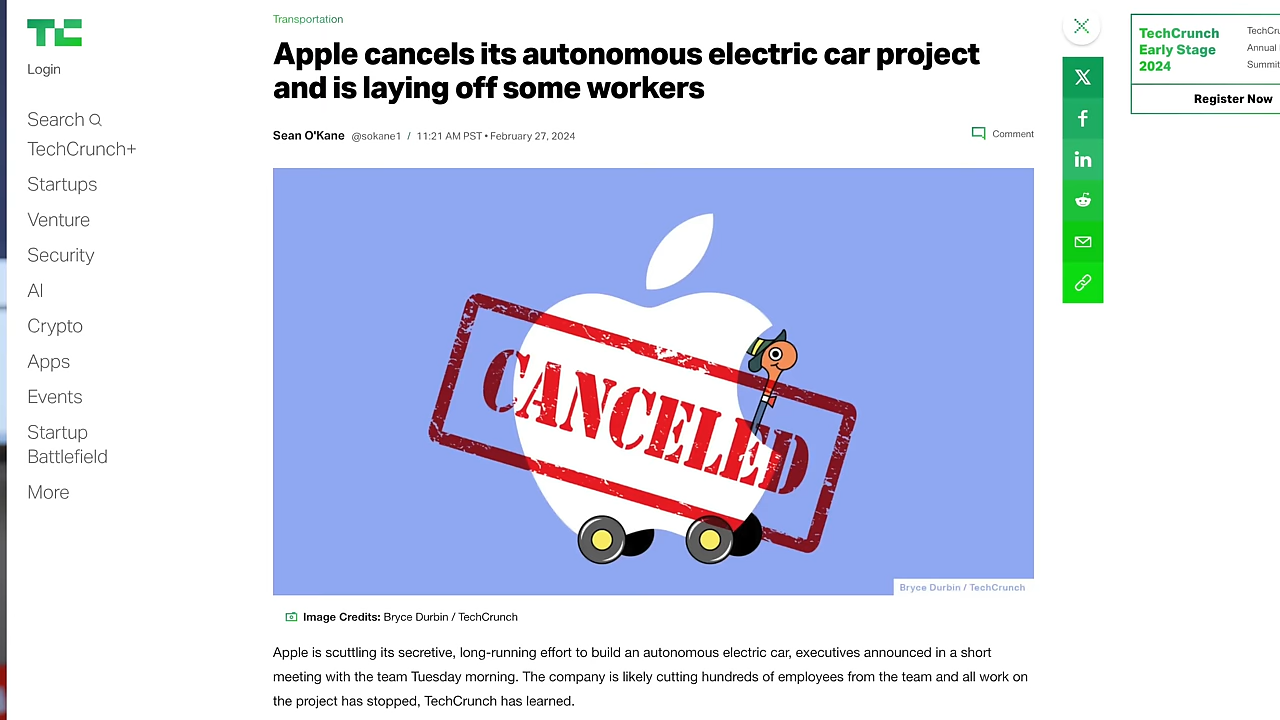 TC
Login
Search
TechCrunch+
Startups
Venture
Security
AI
Crypto
Apps
Events
Startup
Battlefield
More
Transportation
Apple cancels its autonomous electric car project
and is laying off some workers
Sean O'Kane @sokane1 / 11:21 AM PST • February 27, 2024
Comment
CANCELED
Bryce Durbin / TechCrunch
Image Credits: Bryce Durbin / TechCrunch
Apple is scuttling its secretive, long-running effort to build an autonomous electric car, executives announced in a short
meeting with the team Tuesday morning. The company is likely cutting hundreds of employees from the team and all work on
the project has stopped, TechCrunch has learned.
X
f
in
TechCrunch
Early Stage
2024
TechCru
Annual
Summit
Register Now